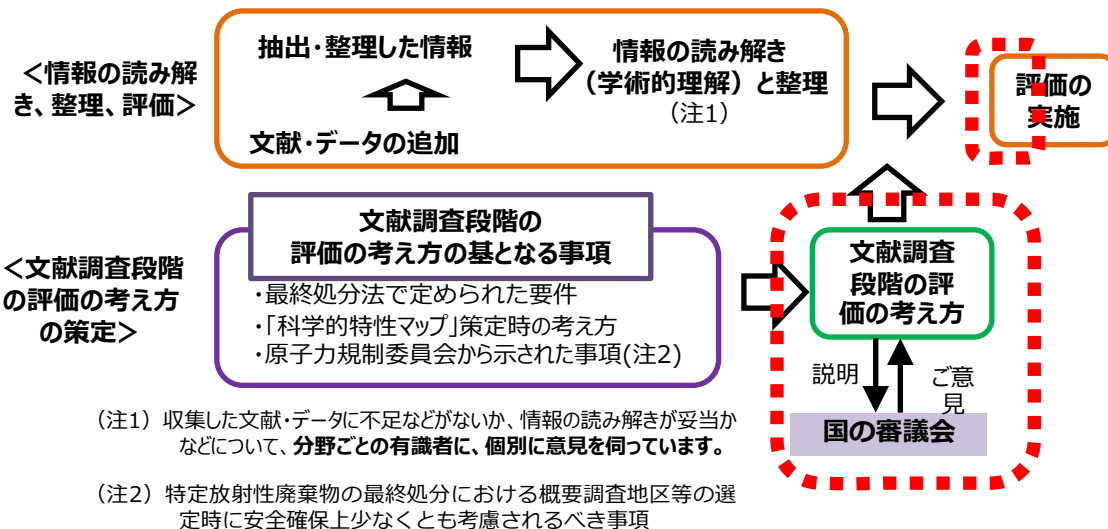 <情報の読み解
き、整理、評価>
抽出・整理した情報
文献・データの追加
情報の読み解き
（学術的理解）と整理
（注1）
評価の
実施
<文献調査段階
の評価の考え方
の策定>
文献調査段階の
評価の考え方の基となる事項
・最終処分法で定められた要件
・「科学的特性マップ」策定時の考え方
・原子力規制委員会から示された事項(注2)
文献調査
段階の評
価の考え方
説明
ご意
見
国の審議会
（注1）収集した文献・データに不足などがないか、情報の読み解きが妥当か
などについて、分野ごとの有識者に、個別に意見を伺っています。
（注2）特定放射性廃棄物の最終処分における概要調査地区等の選
定時に安全確保上少なくとも考慮されるべき事項